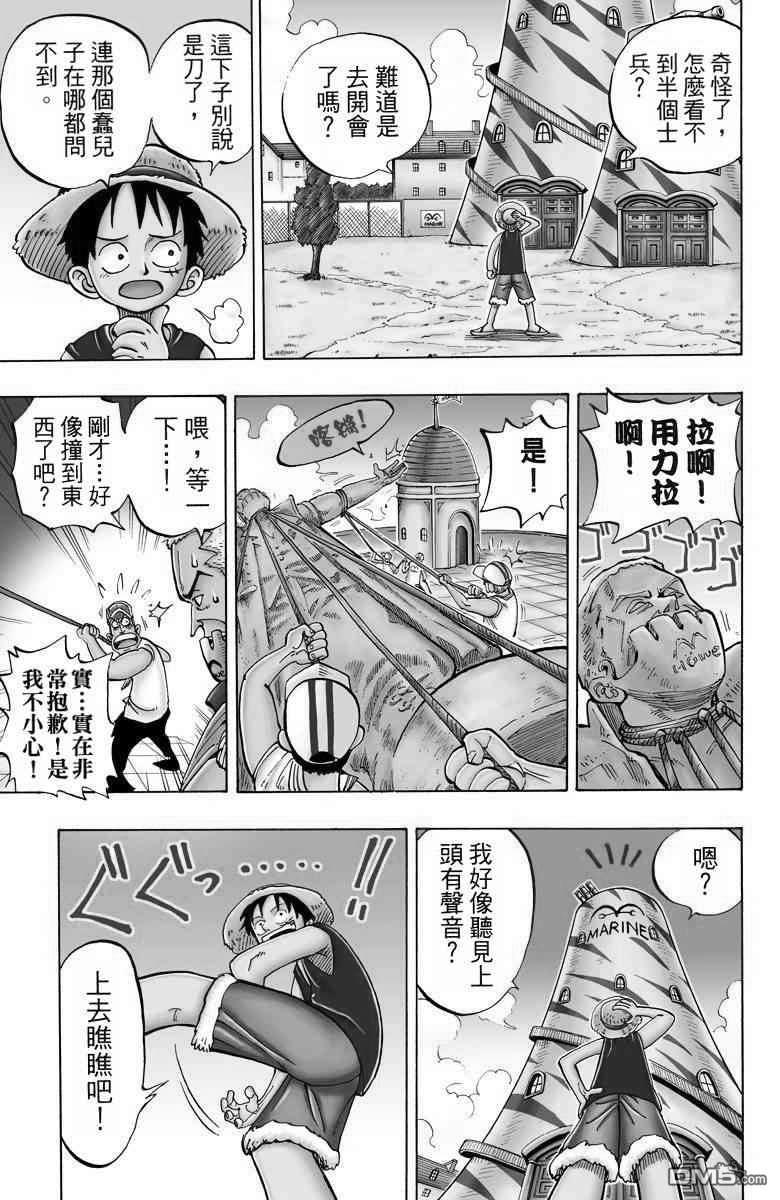 奇怪了，
怎麼看不
到半個士
兵？
難道是
去開會
了嗎？
MARINE
這下子別說
是刀了，
連那個蠢兒
子在哪都問
不到。
拉啊！
用力拉
啊！
ゴゴゴゴゴ
是！
喀鏘！
喂，等一
下…！
剛才…好
像撞到東
西了吧？
實…實在非
常抱歉！是
我不小心！
嗯？
我好像聽見上
頭有聲音？
MARINE
ぐぐっ……
上去瞧瞧吧！
DM5.com